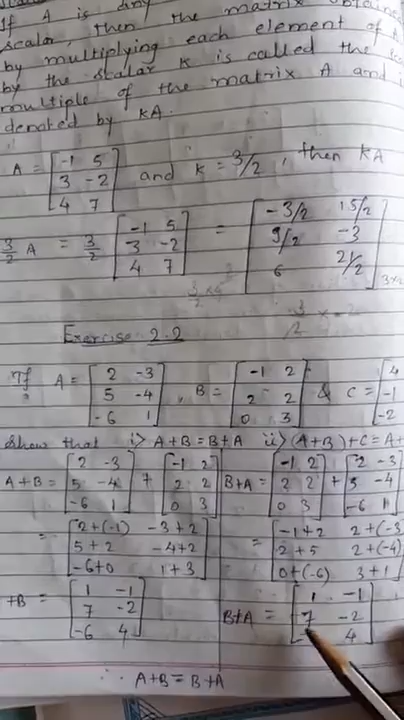 If A is any
scalar, then the matrix obtained
by multiplying each element of A
by the scalar k is called the
multiple of the matrix A and i
denoted by kA.
A = [-1 5; 3 -2; 4 7] and k = 3/2, then kA
3/2 A = 3/2 [-1 5; 3 -2; 4 7] = [-3/2 15/2; 9/2 -3; 6 21/2]
Exercise 2.2
If A = [2 -3; 5 -4; -6 1], B = [-1 2; 2 2; 0 3] & C = [4; -1; -2
Show that i> A+B = B+A ii> (A+B)+C = A+
A+B = [2 -3; 5 -4; -6 1] + [-1 2; 2 2; 0 3]
= [2+(-1) -3+2; 5+2 -4+2; -6+0 1+3]
+B = [1 -1; 7 -2; -6 4]
B+A = [-1 2; 2 2; 0 3] + [2 -3; 5 -4; -6 1]
= [-1+2 2+(-3; 2+5 2+(-4); 0+(-6) 3+1]
B+A = [1 -1; 7 -2; - 4]
∴ A+B = B+A